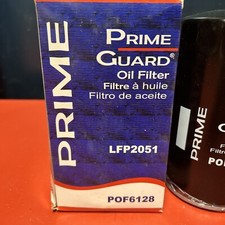 PRIME
PRIME
GUARD®
Oil Filter
Filtre à huile
Filtro de aceite
LFP2051
POF6128
PRIME